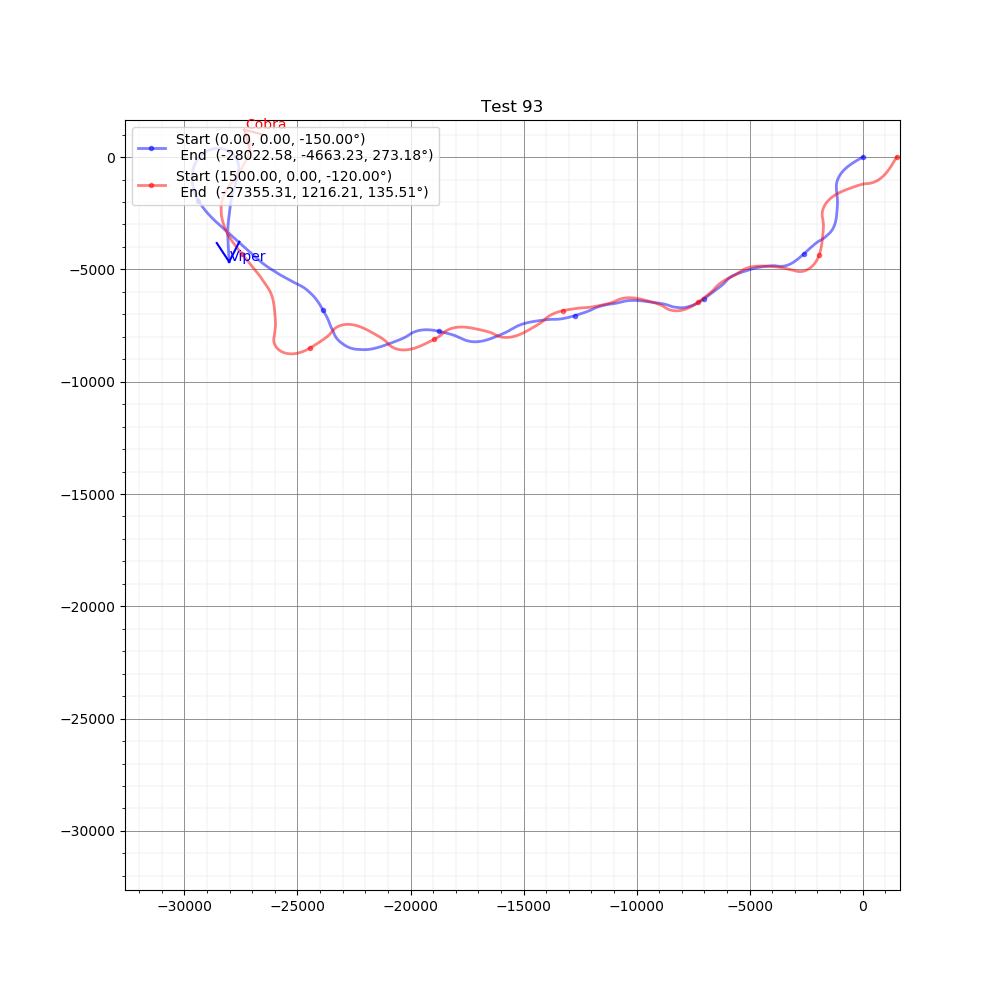 Test 93
Cobra
Start (0.00, 0.00, -150.00°)
End (-28022.58, -4663.23, 273.18°)
Start (1500.00, 0.00, -120.00°)
End (-27355.31, 1216.21, 135.51°)
Viper
0
−5000
−10000
−15000
−20000
−25000
−30000
−30000 −25000 −20000 −15000 −10000 −5000 0